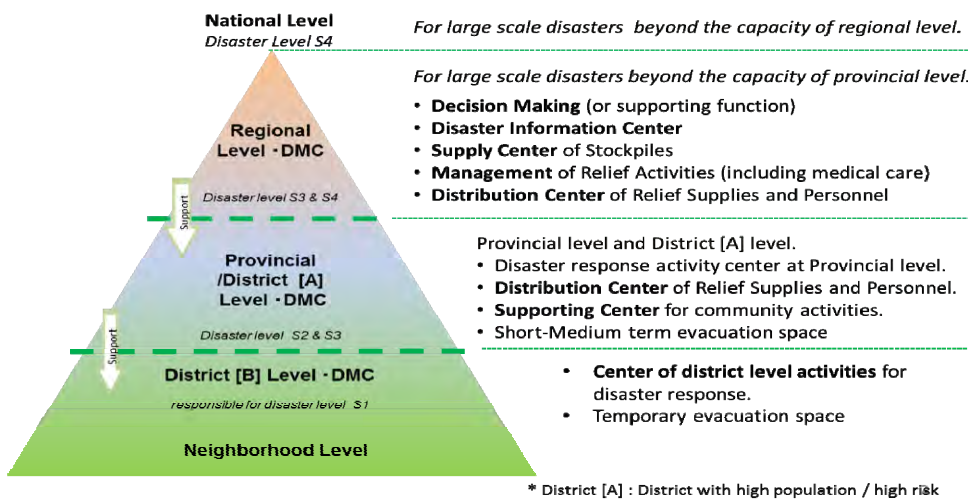 National Level
Disaster Level S4
For large scale disasters beyond the capacity of regional level.
For large scale disasters beyond the capacity of provincial level.
• Decision Making (or supporting function)
• Disaster Information Center
• Supply Center of Stockpiles
• Management of Relief Activities (including medical care)
• Distribution Center of Relief Supplies and Personnel
Regional
Level・DMC
Disaster level S3 & S4
Support
Provincial level and District [A] level.
• Disaster response activity center at Provincial level.
• Distribution Center of Relief Supplies and Personnel.
• Supporting Center for community activities.
• Short-Medium term evacuation space
Provincial
/District [A]
Level・DMC
Disaster level S2 & S3
Support
District [B] Level・DMC
responsible for disaster level S1
• Center of district level activities for
disaster response.
• Temporary evacuation space
Neighborhood Level
* District [A] : District with high population / high risk